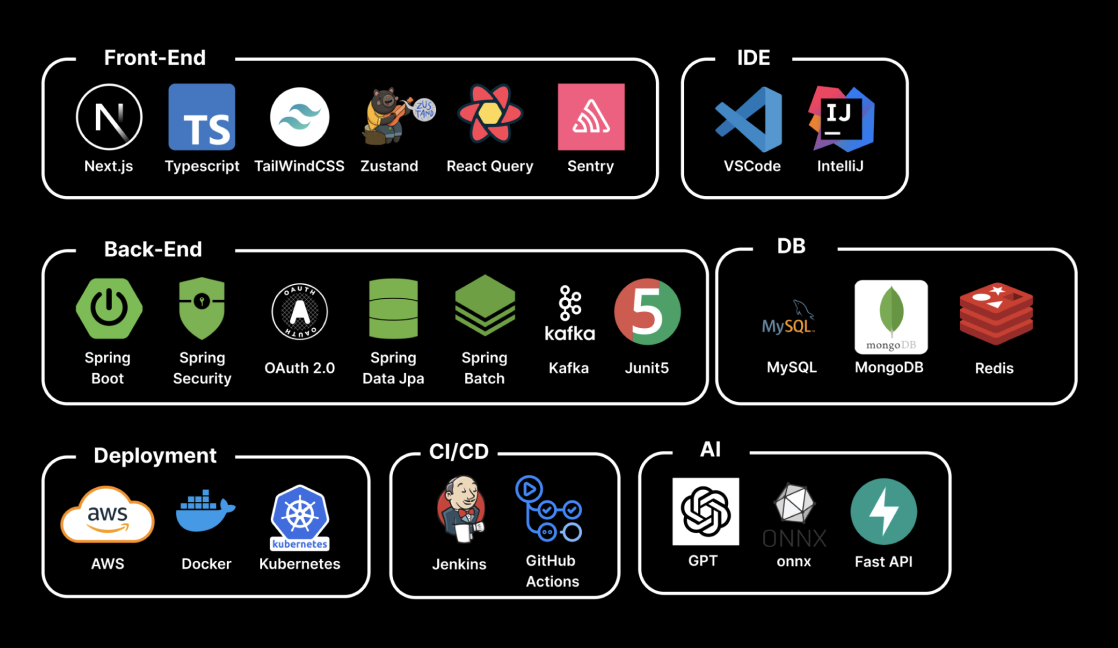 Front-End
IDE
N
TS
ZUSTAND
IJ
Next.js
Typescript
TailWindCSS
Zustand
React Query
Sentry
VSCode
IntelliJ
Back-End
DB
OAUTH
A
OAUTH
kafka
5
MySQL
mongoDB
Spring
Boot
Spring
Security
OAuth 2.0
Spring
Data Jpa
Spring
Batch
Kafka
Junit5
MySQL
MongoDB
Redis
Deployment
CI/CD
AI
aws
kubernetes
ONNX
AWS
Docker
Kubernetes
Jenkins
GitHub
Actions
GPT
onnx
Fast API